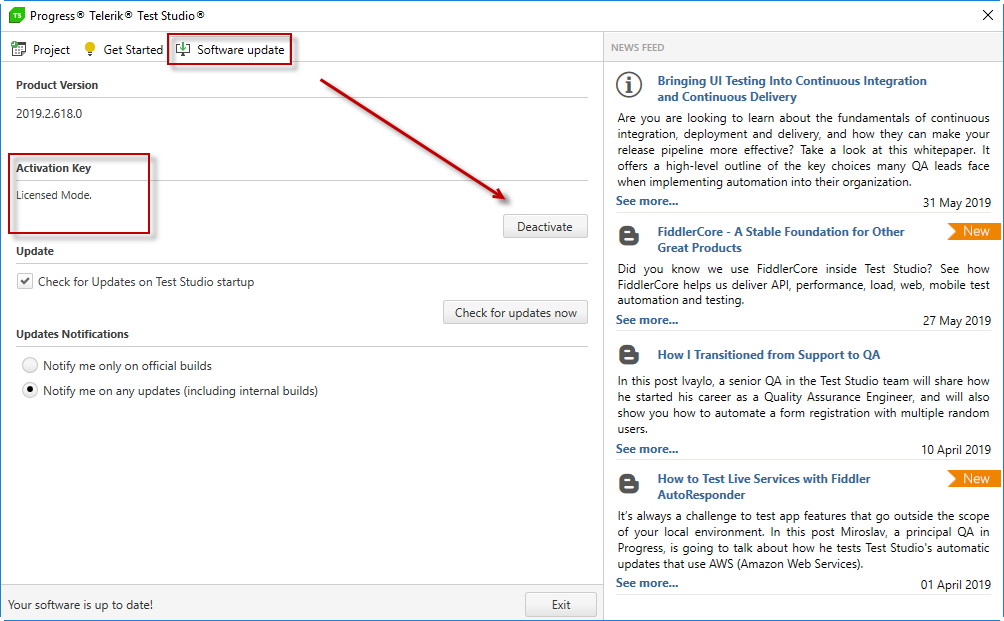 TS Progress® Telerik® Test Studio®
Project Get Started Software update
Product Version
2019.2.618.0
Activation Key
Licensed Mode.
Deactivate
Update
Check for Updates on Test Studio startup
Check for updates now
Updates Notifications
Notify me only on official builds
Notify me on any updates (including internal builds)
Your software is up to date!
Exit
NEWS FEED
Bringing UI Testing Into Continuous Integration
and Continuous Delivery
Are you are looking to learn about the fundamentals of continuous
integration, deployment and delivery, and how they can make your
release pipeline more effective? Take a look at this whitepaper. It
offers a high-level outline of the key choices many QA leads face
when implementing automation into their organization.
See more...
31 May 2019
FiddlerCore - A Stable Foundation for Other
Great Products
New
Did you know we use FiddlerCore inside Test Studio? See how
FiddlerCore helps us deliver API, performance, load, web, mobile test
automation and testing.
See more...
27 May 2019
How I Transitioned from Support to QA
In this post Ivaylo, a senior QA in the Test Studio team will share how
he started his career as a Quality Assurance Engineer, and will also
show you how to automate a form registration with multiple random
users.
See more...
10 April 2019
How to Test Live Services with Fiddler
AutoResponder
New
It's always a challenge to test app features that go outside the scope
of your local environment. In this post Miroslav, a principal QA in
Progress, is going to talk about how he tests Test Studio's automatic
updates that use AWS (Amazon Web Services).
See more...
01 April 2019